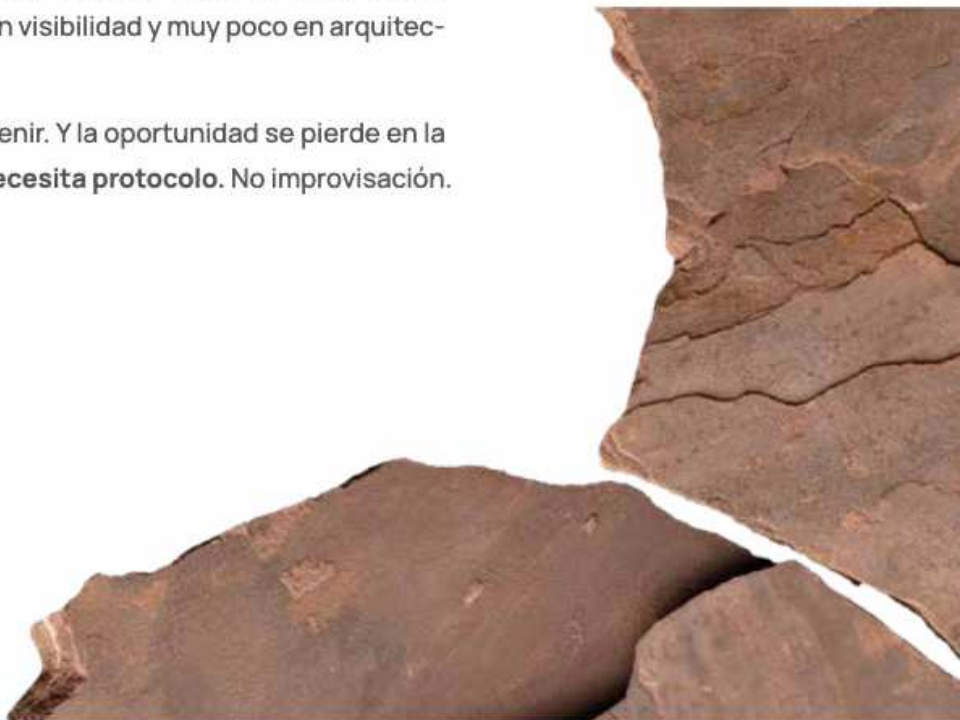 n visibilidad y muy poco en arquitec-
enir. Y la oportunidad se pierde en la
ecesita protocolo. No improvisación.